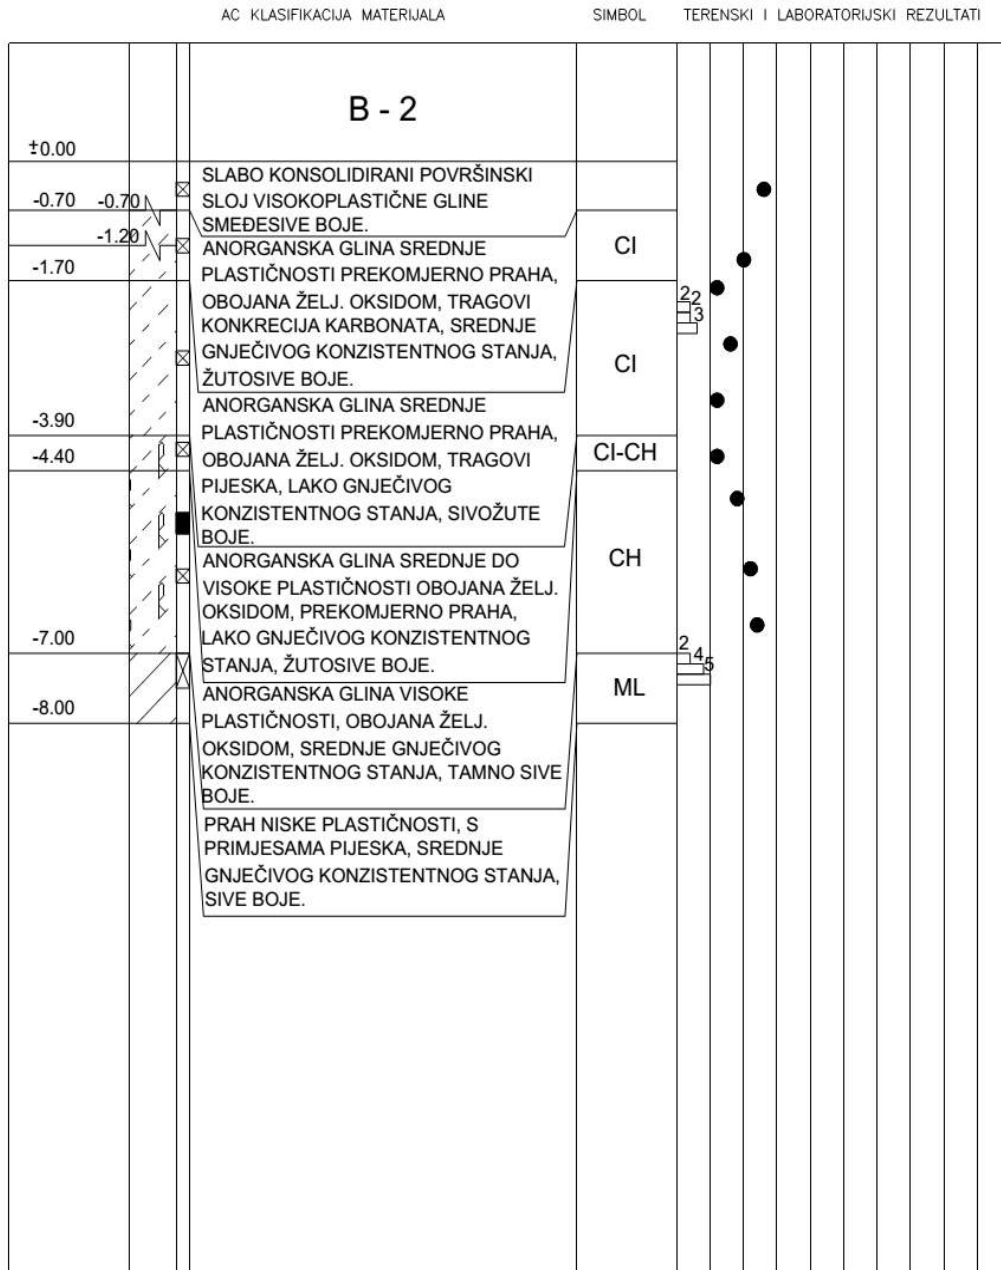 AC KLASIFIKACIJA MATERIJALA SIMBOL TERENSKI I LABORATORIJSKI REZULTATI
B - 2
±0.00
-0.70 -0.70
-1.20
-1.70
-3.90
-4.40
-7.00
-8.00
SLABO KONSOLIDIRANI POVRŠINSKI
SLOJ VISOKOPLASTIČNE GLINE
SMEĐESIVE BOJE.
ANORGANSKA GLINA SREDNJE
PLASTIČNOSTI PREKOMJERNO PRAHA,
OBOJANA ŽELJ. OKSIDOM, TRAGOVI
KONKRECIJA KARBONATA, SREDNJE
GNJEČIVOG KONZISTENTNOG STANJA,
ŽUTOSIVE BOJE.
ANORGANSKA GLINA SREDNJE
PLASTIČNOSTI PREKOMJERNO PRAHA,
OBOJANA ŽELJ. OKSIDOM, TRAGOVI
PIJESKA, LAKO GNJEČIVOG
KONZISTENTNOG STANJA, SIVOŽUTE
BOJE.
ANORGANSKA GLINA SREDNJE DO
VISOKE PLASTIČNOSTI OBOJANA ŽELJ.
OKSIDOM, PREKOMJERNO PRAHA,
LAKO GNJEČIVOG KONZISTENTNOG
STANJA, ŽUTOSIVE BOJE.
ANORGANSKA GLINA VISOKE
PLASTIČNOSTI, OBOJANA ŽELJ.
OKSIDOM, SREDNJE GNJEČIVOG
KONZISTENTNOG STANJA, TAMNO SIVE
BOJE.
PRAH NISKE PLASTIČNOSTI, S
PRIMJESAMA PIJESKA, SREDNJE
GNJEČIVOG KONZISTENTNOG STANJA,
SIVE BOJE.
CI
CI
CI-CH
CH
ML
2
2
3
2
4
5